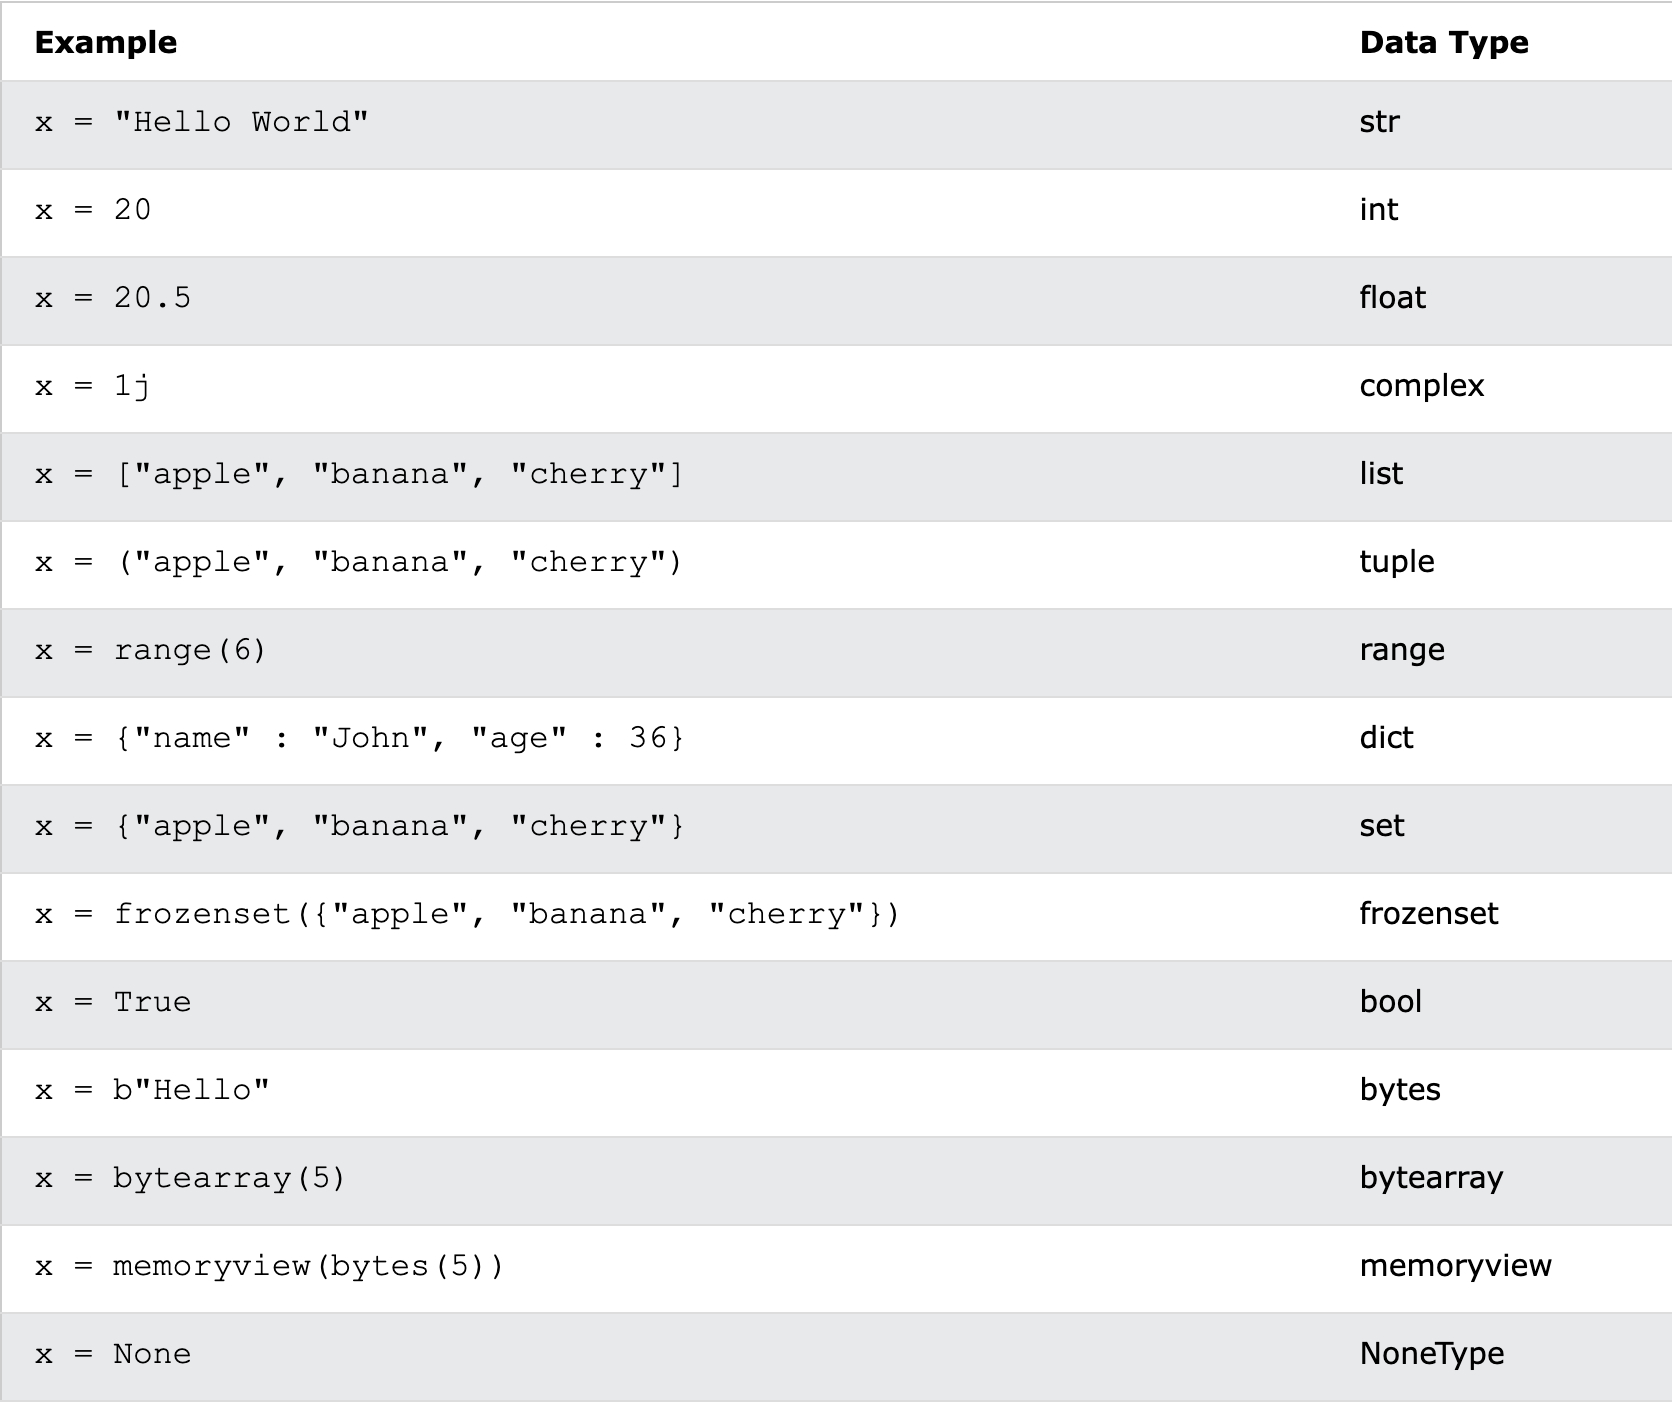 Example Data Type
x = "Hello World" str
x = 20 int
x = 20.5 float
x = 1j complex
x = ["apple", "banana", "cherry"] list
x = ("apple", "banana", "cherry") tuple
x = range(6) range
x = {"name" : "John", "age" : 36} dict
x = {"apple", "banana", "cherry"} set
x = frozenset({"apple", "banana", "cherry"}) frozenset
x = True bool
x = b"Hello" bytes
x = bytearray(5) bytearray
x = memoryview(bytes(5)) memoryview
x = None NoneType